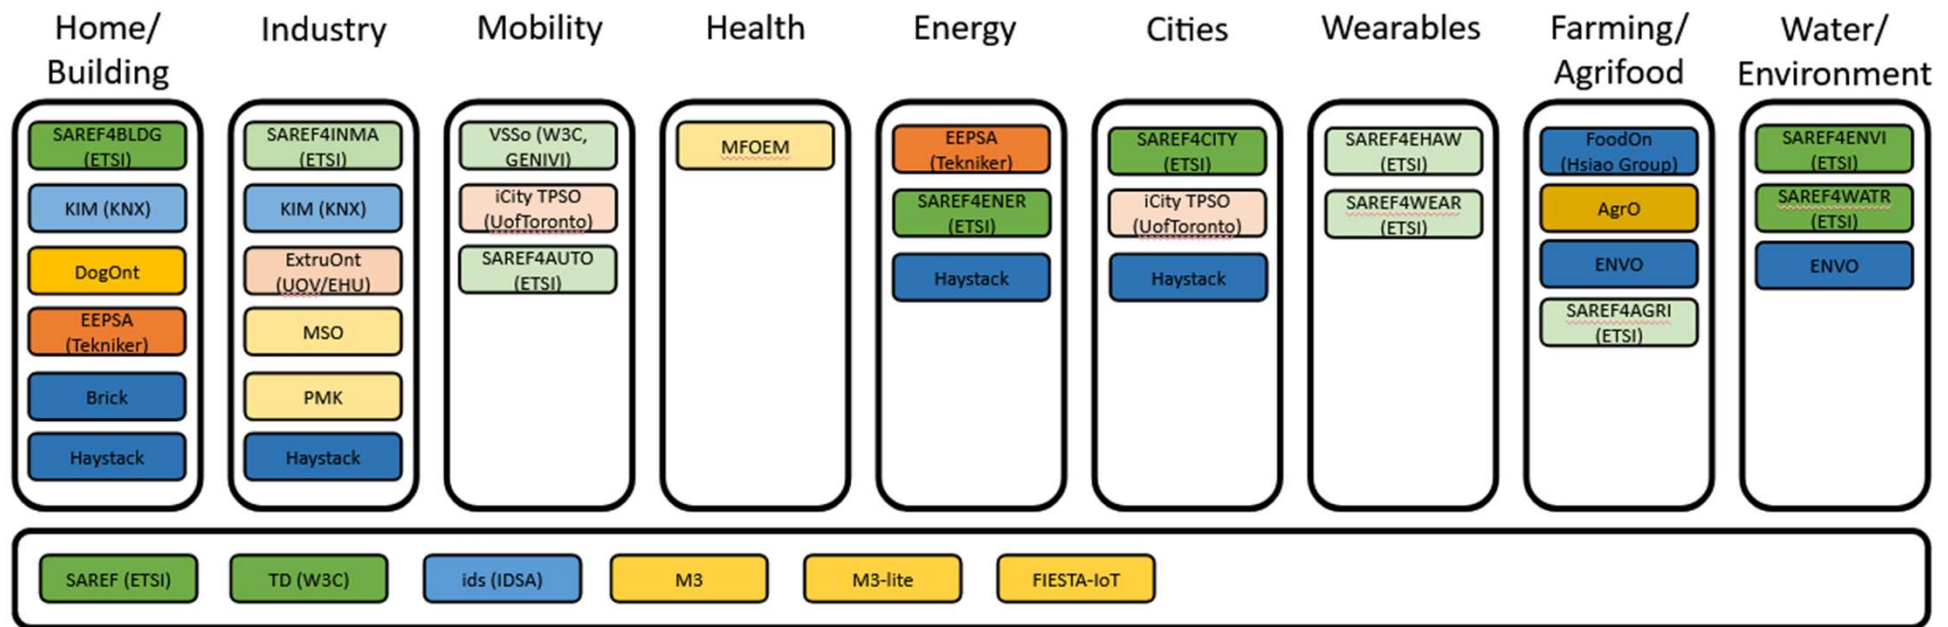 Home/
Building
Industry
Mobility
Health
Energy
Cities
Wearables
Farming/
Agrifood
Water/
Environment
SAREF4BLDG
(ETSI)
KIM (KNX)
DogOnt
EEPSA
(Tekniker)
Brick
Haystack
SAREF4INMA
(ETSI)
KIM (KNX)
ExtruOnt
(UOV/EHU)
MSO
PMK
Haystack
VSSo (W3C,
GENIVI)
iCity TPSO
(UofToronto)
SAREF4AUTO
(ETSI)
MFOEM
EEPSA
(Tekniker)
SAREF4ENER
(ETSI)
Haystack
SAREF4CITY
(ETSI)
iCity TPSO
(UofToronto)
Haystack
SAREF4EHAW
(ETSI)
SAREF4WEAR
(ETSI)
FoodOn
(Hsiao Group)
AgrO
ENVO
SAREF4AGRI
(ETSI)
SAREF4ENVI
(ETSI)
SAREF4WATR
(ETSI)
ENVO
SAREF (ETSI)
TD (W3C)
ids (IDSA)
M3
M3-lite
FIESTA-IoT